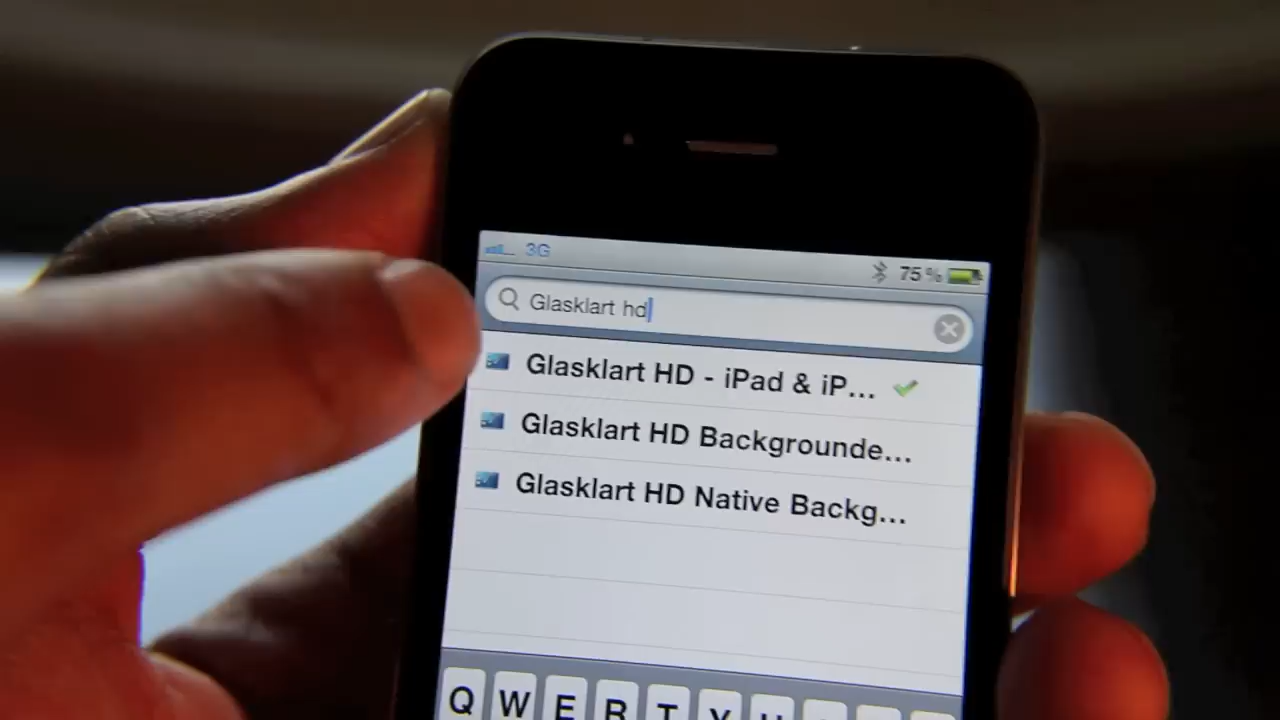 3G
75%
Glasklart hd
Glasklart HD - iPad & iP...
Glasklart HD Backgrounde...
Glasklart HD Native Backg...
Q W E R T Y U